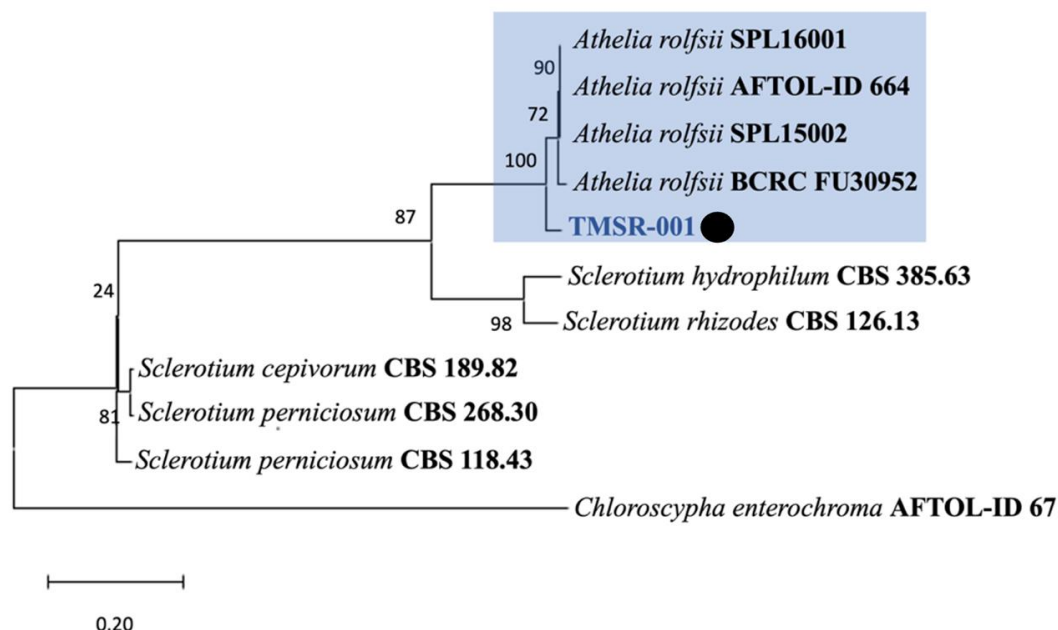 Athelia rolfsii SPL16001
90
Athelia rolfsii AFTOL-ID 664
72
Athelia rolfsii SPL15002
100
Athelia rolfsii BCRC FU30952
87
TMSR-001
Sclerotium hydrophilum CBS 385.63
24
98
Sclerotium rhizodes CBS 126.13
Sclerotium cepivorum CBS 189.82
81
Sclerotium perniciosum CBS 268.30
Sclerotium perniciosum CBS 118.43
Chloroscypha enterochroma AFTOL-ID 67
0.20